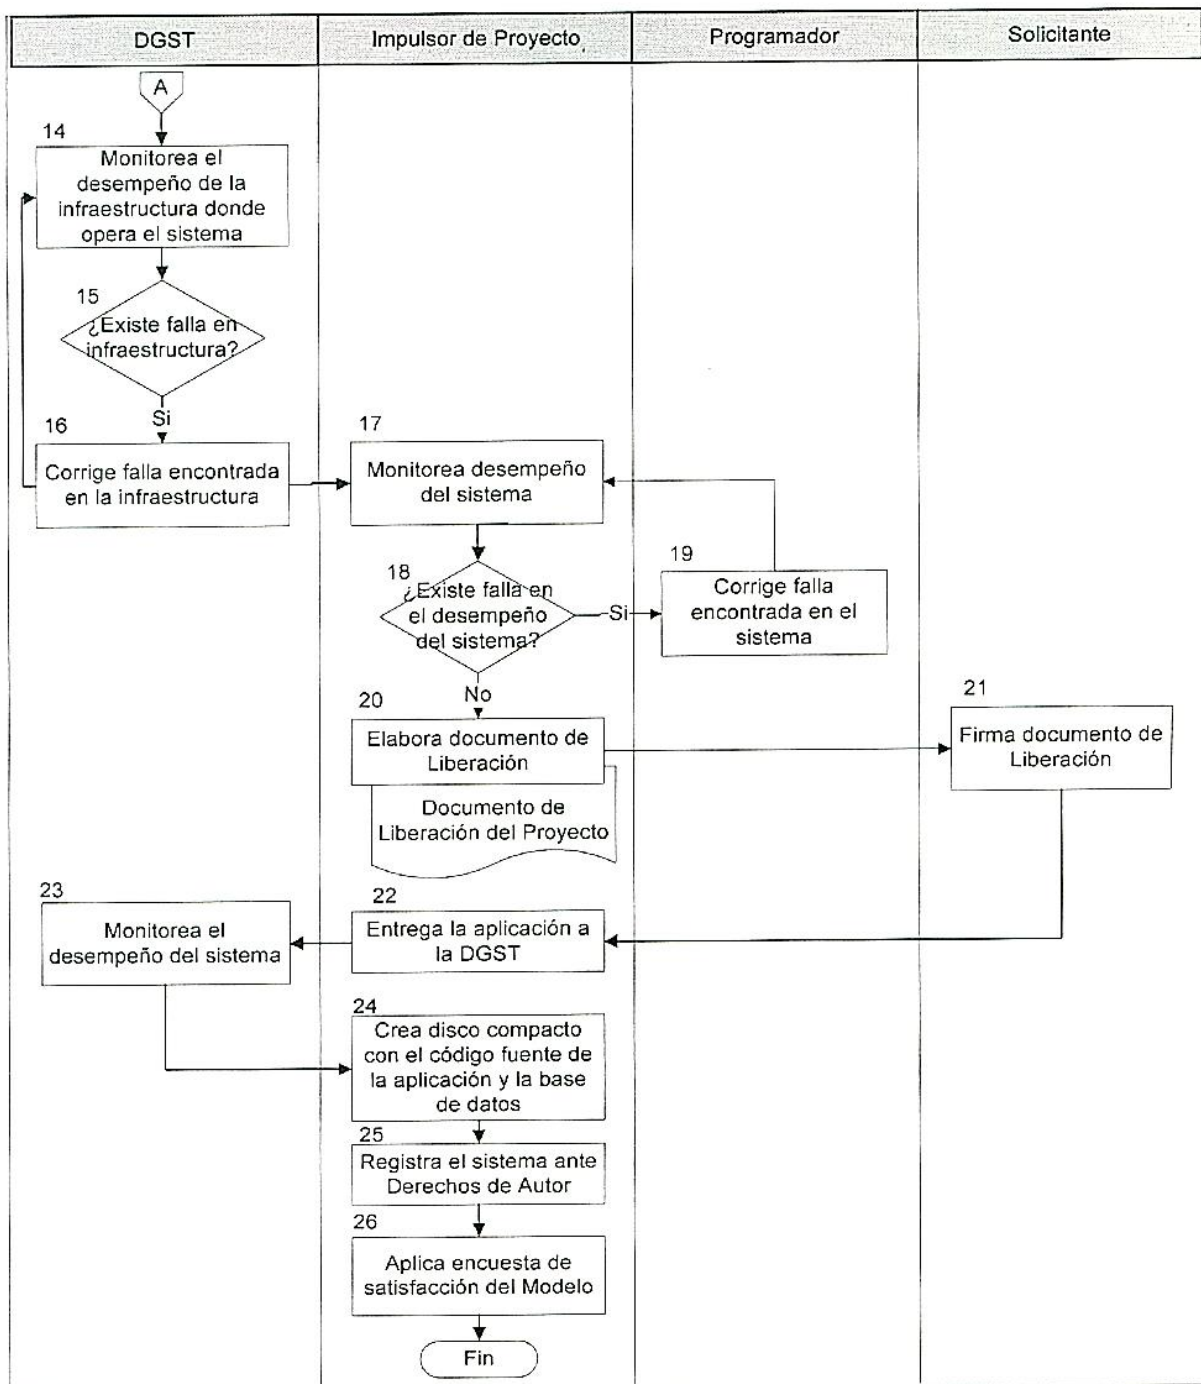 DGST
Impulsor de Proyecto
Programador
Solicitante
A
14
Monitorea el
desempeño de la
infraestructura donde
opera el sistema
15
¿Existe falla en
infraestructura?
Si
16
Corrige falla encontrada
en la infraestructura
17
Monitorea desempeño
del sistema
18
¿Existe falla en
el desempeño
del sistema?
Si
19
Corrige falla
encontrada en el
sistema
No
20
Elabora documento de
Liberación
Documento de
Liberación del Proyecto
21
Firma documento de
Liberación
22
Entrega la aplicación a
la DGST
23
Monitorea el
desempeño del sistema
24
Crea disco compacto
con el código fuente de
la aplicación y la base
de datos
25
Registra el sistema ante
Derechos de Autor
26
Aplica encuesta de
satisfacción del Modelo
Fin